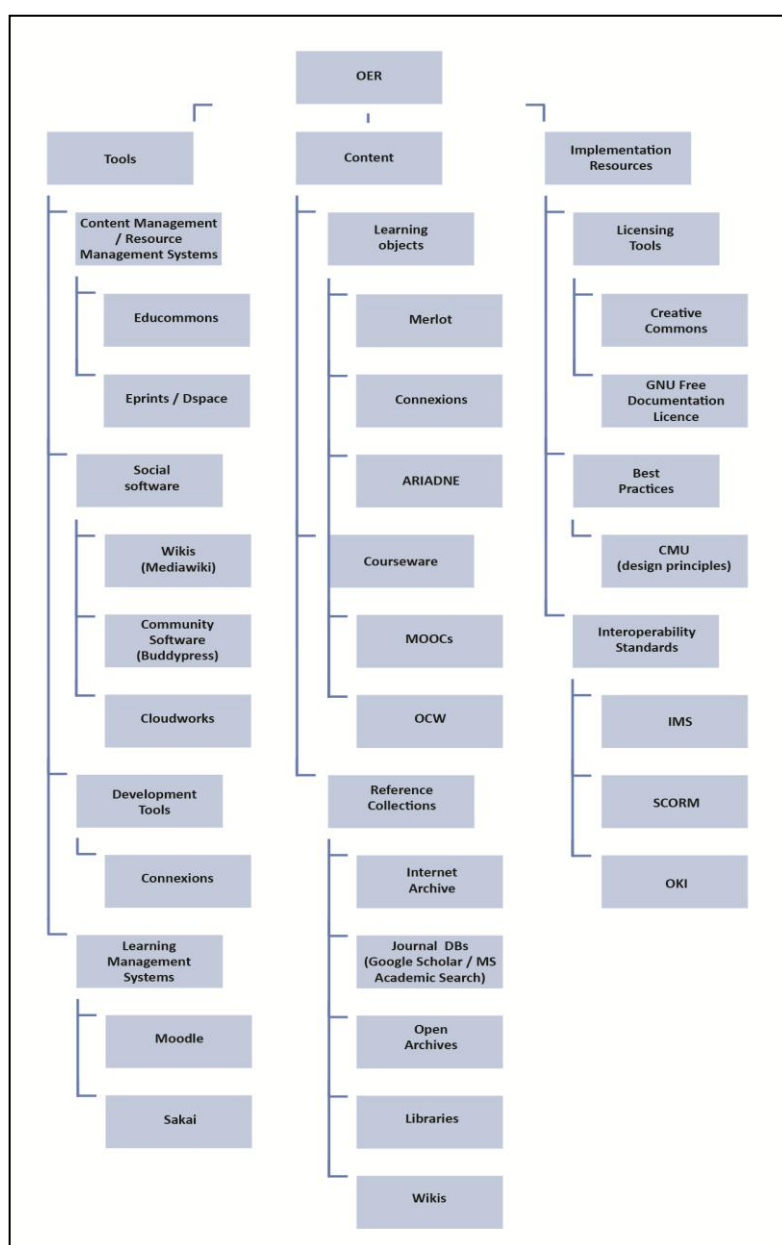 OER
Tools
Content Management
/ Resource
Management Systems
Educommons
Eprints / Dspace
Social
software
Wikis
(Mediawiki)
Community
Software
(Buddypress)
Cloudworks
Development
Tools
Connexions
Learning
Management
Systems
Moodle
Sakai
Content
Learning
objects
Merlot
Connexions
ARIADNE
Courseware
MOOCs
OCW
Reference
Collections
Internet
Archive
Journal DBs
(Google Scholar / MS
Academic Search)
Open
Archives
Libraries
Wikis
Implementation
Resources
Licensing
Tools
Creative
Commons
GNU Free
Documentation
Licence
Best
Practices
CMU
(design principles)
Interoperability
Standards
IMS
SCORM
OKI